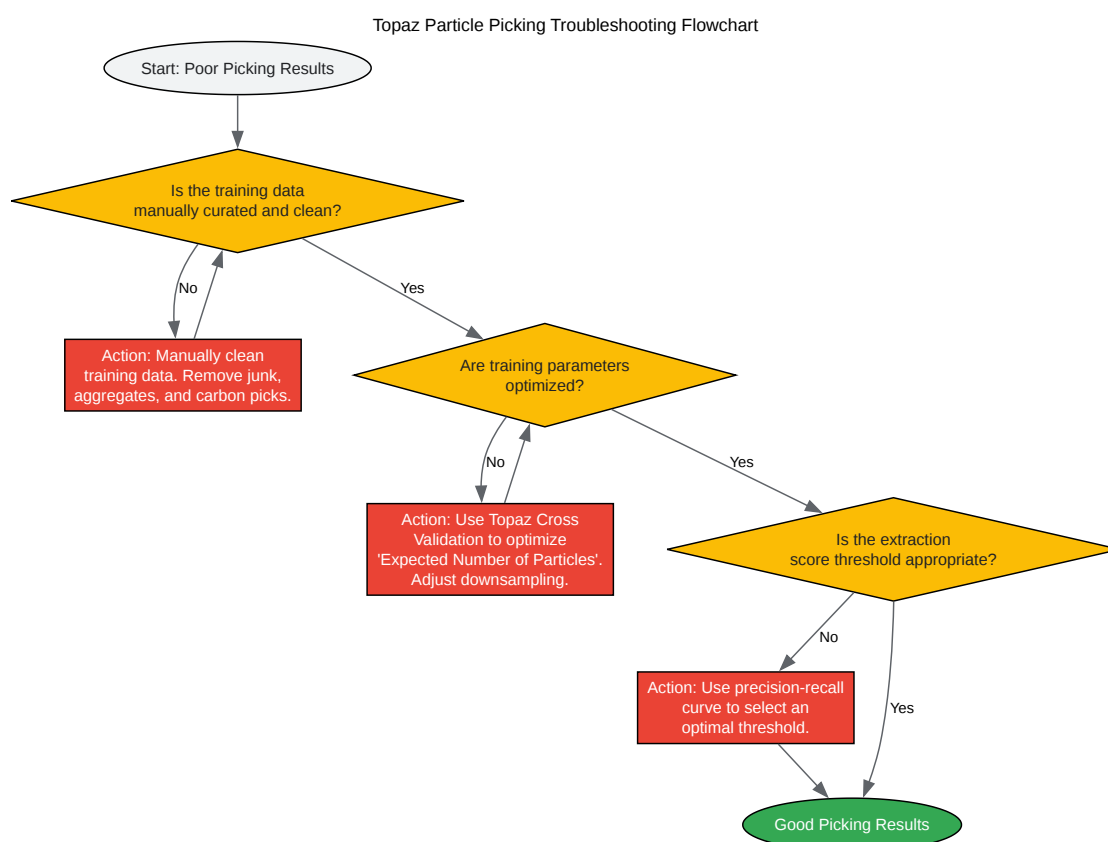 Topaz Particle Picking Troubleshooting Flowchart
Start: Poor Picking Results
Is the training data
manually curated and clean?
No
Yes
Action: Manually clean
training data. Remove junk,
aggregates, and carbon picks.
Are training parameters
optimized?
No
Yes
Action: Use Topaz Cross
Validation to optimize
'Expected Number of Particles'.
Adjust downsampling.
Is the extraction
score threshold appropriate?
No
Yes
Action: Use precision-recall
curve to select an
optimal threshold.
Good Picking Results